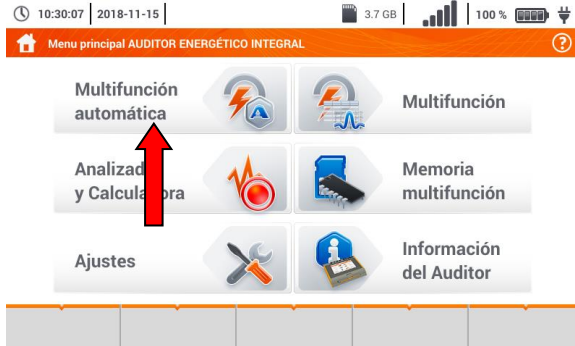 10:30:07 2018-11-15 3.7 GB 100 %
Menu principal AUDITOR ENERGÉTICO INTEGRAL ?
Multifunción
automática
A
Multifunción
y Calculadora
Memoria
multifunción
Ajustes
Información
del Auditor